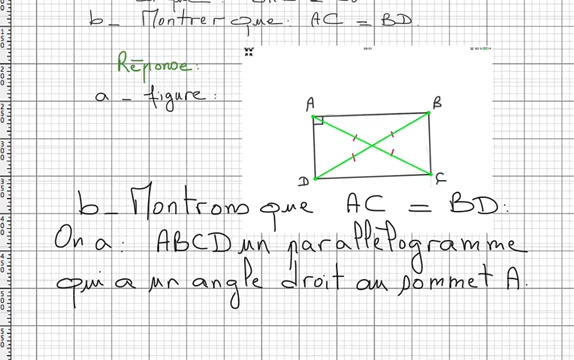 b_ Montrer que: AC = BD.
Réponse:
a _ figure:
A
B
D
C
b_ Montrons que AC = BD:
On a: ABCD un parallélogramme
qui a un angle droit au sommet A.